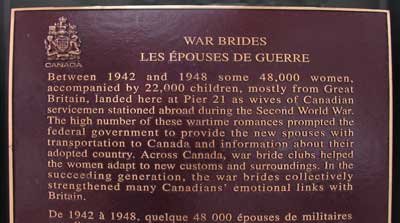 CANADA
WAR BRIDES
LES ÉPOUSES DE GUERRE
Between 1942 and 1948 some 48,000 women,
accompanied by 22,000 children, mostly from Great
Britain, landed here at Pier 21 as wives of Canadian
servicemen stationed abroad during the Second World War.
The high number of these wartime romances prompted the
federal government to provide the new spouses with
transportation to Canada and information about their
adopted country. Across Canada, war bride clubs helped
the women adapt to new customs and surroundings. In the
succeeding generation, the war brides collectively
strengthened many Canadians' emotional links with
Britain.
De 1942 à 1948, quelque 48 000 épouses de militaires